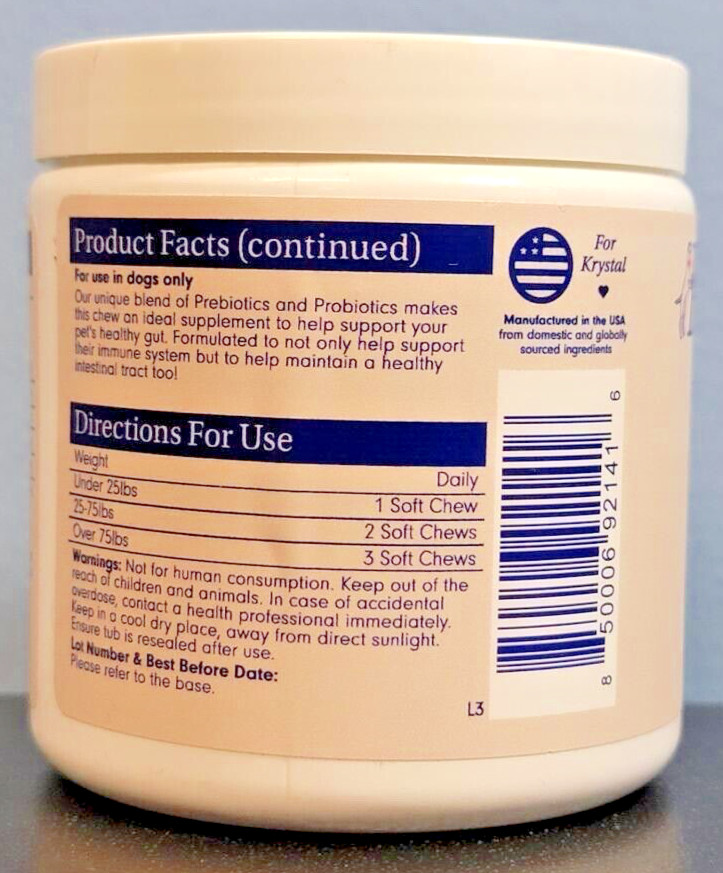 Product Facts (continued)
For use in dogs only
Our unique blend of Prebiotics and Probiotics makes
this chew an ideal supplement to help support your
pet's healthy gut. Formulated to not only help support
their immune system but to help maintain a healthy
intestinal tract too!
For
Krystal
Manufactured in the USA
from domestic and globally
sourced ingredients
Directions For Use
Weight Daily
Under 25lbs 1 Soft Chew
25-75lbs 2 Soft Chews
Over 75lbs 3 Soft Chews
Warnings: Not for human consumption. Keep out of the
reach of children and animals. In case of accidental
overdose, contact a health professional immediately.
Keep in a cool dry place, away from direct sunlight.
Ensure tub is resealed after use.
Lot Number & Best Before Date:
Please refer to the base.
L3
8 50006 92141 6